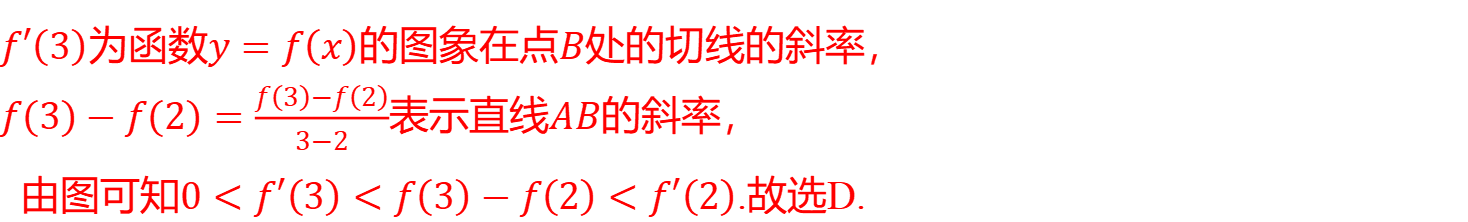 f′(3)为函数y = f(x)的图象在点B处的切线的斜率，
f(3) − f(2) = \frac{f(3)−f(2)}{3−2}表示直线AB的斜率，
由图可知0 < f′(3) < f(3) − f(2) < f′(2).故选D.